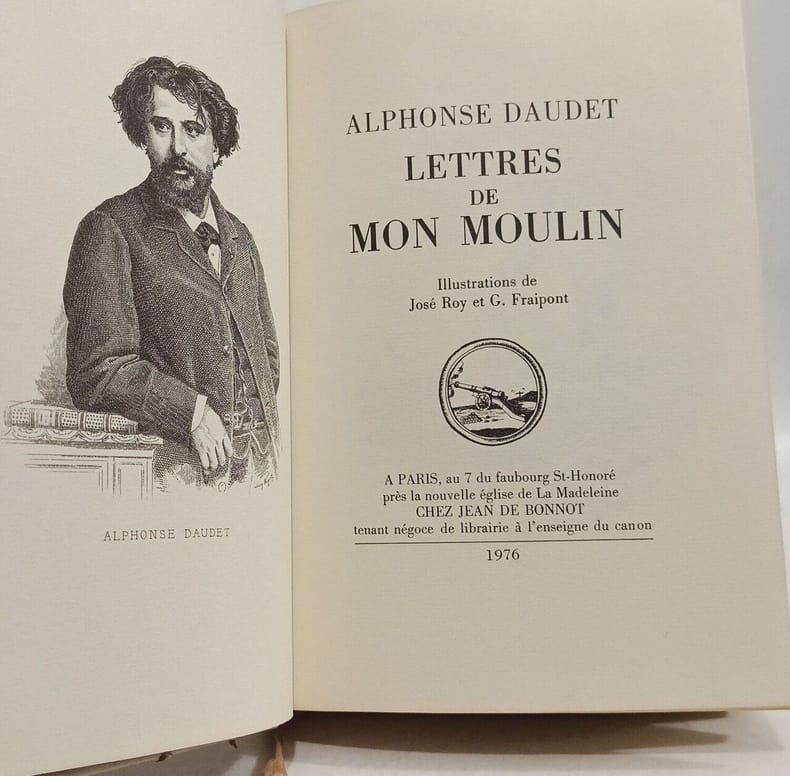 ALPHONSE DAUDET
ALPHONSE DAUDET
LETTRES
DE
MON MOULIN
Illustrations de
José Roy et G. Fraipont
A PARIS, au 7 du faubourg St-Honoré
près la nouvelle église de La Madeleine
CHEZ JEAN DE BONNOT
tenant négoce de librairie à l'enseigne du canon
1976